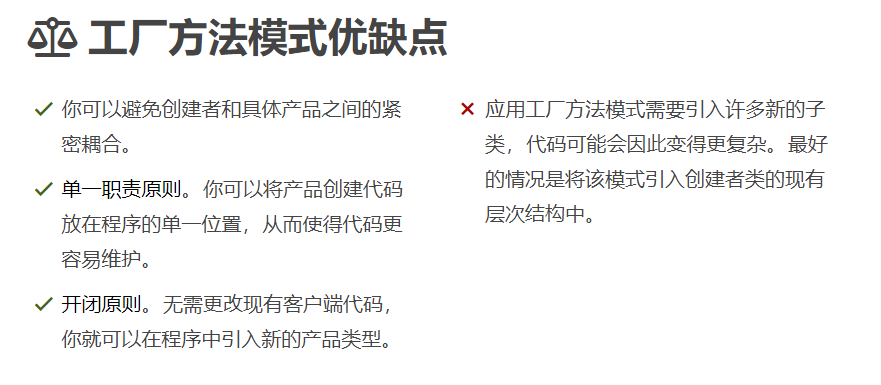 工厂方法模式优缺点
你可以避免创建者和具体产品之间的紧
密耦合。
单一职责原则。你可以将产品创建代码
放在程序的单一位置，从而使得代码更
容易维护。
开闭原则。无需更改现有客户端代码，
你就可以在程序中引入新的产品类型。
应用工厂方法模式需要引入许多新的子
类，代码可能会因此变得更复杂。最好
的情况是将该模式引入创建者类的现有
层次结构中。